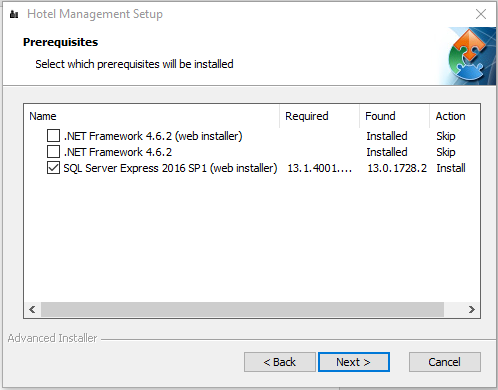 Hotel Management Setup
Prerequisites
Select which prerequisites will be installed
Name Required Found Action
.NET Framework 4.6.2 (web installer) Installed Skip
.NET Framework 4.6.2 Installed Skip
SQL Server Express 2016 SP1 (web installer) 13.1.4001.... 13.0.1728.2 Install
Advanced Installer
< Back Next > Cancel